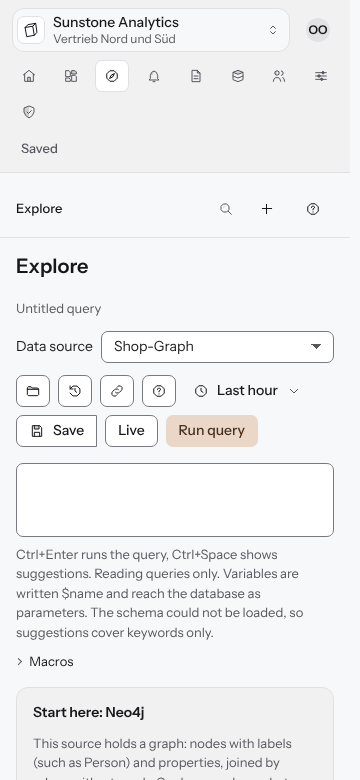 Sunstone Analytics
Vertrieb Nord und Süd
OO
Saved
Explore
Explore
Untitled query
Data source
Shop-Graph
Last hour
Save
Live
Run query
Ctrl+Enter runs the query, Ctrl+Space shows
suggestions. Reading queries only. Variables are
written $name and reach the database as
parameters. The schema could not be loaded, so
suggestions cover keywords only.
Macros
Start here: Neo4j
This source holds a graph: nodes with labels
(such as Person) and properties, joined by